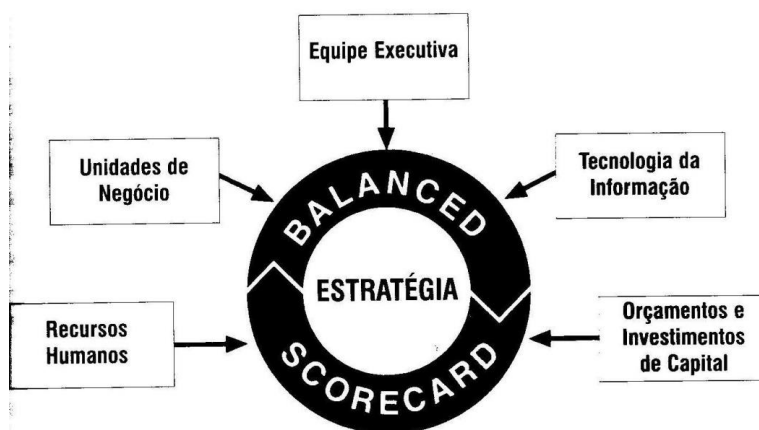 Equipe Executiva
Unidades de
Negócio
Tecnologia da
Informação
BALANCED
ESTRATÉGIA
SCORECARD
Recursos
Humanos
Orçamentos e
Investimentos
de Capital